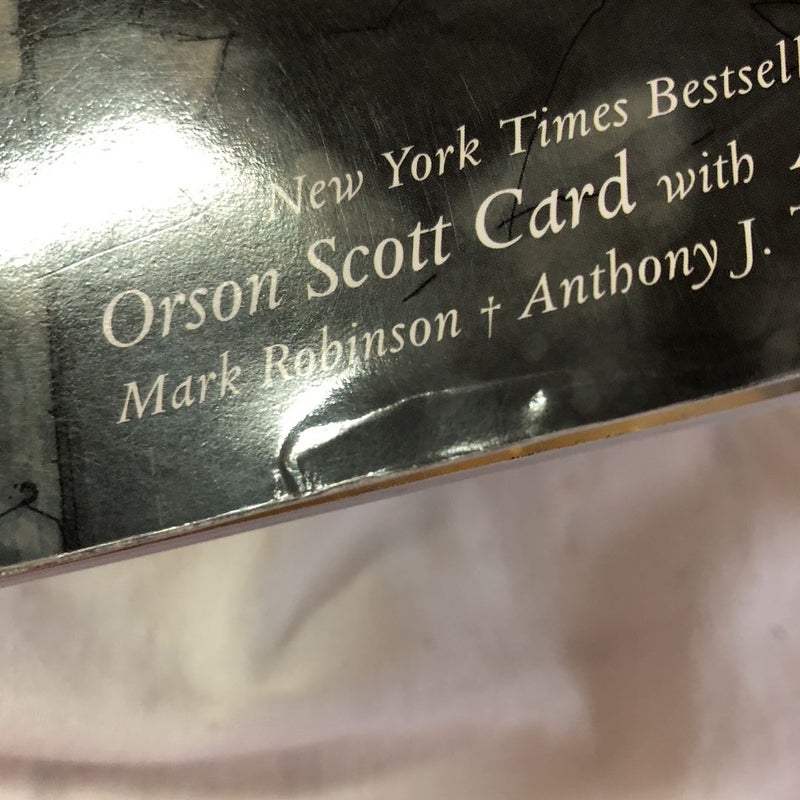 New York Times Bestsell
Orson Scott Card with
Mark Robinson † Anthony J.